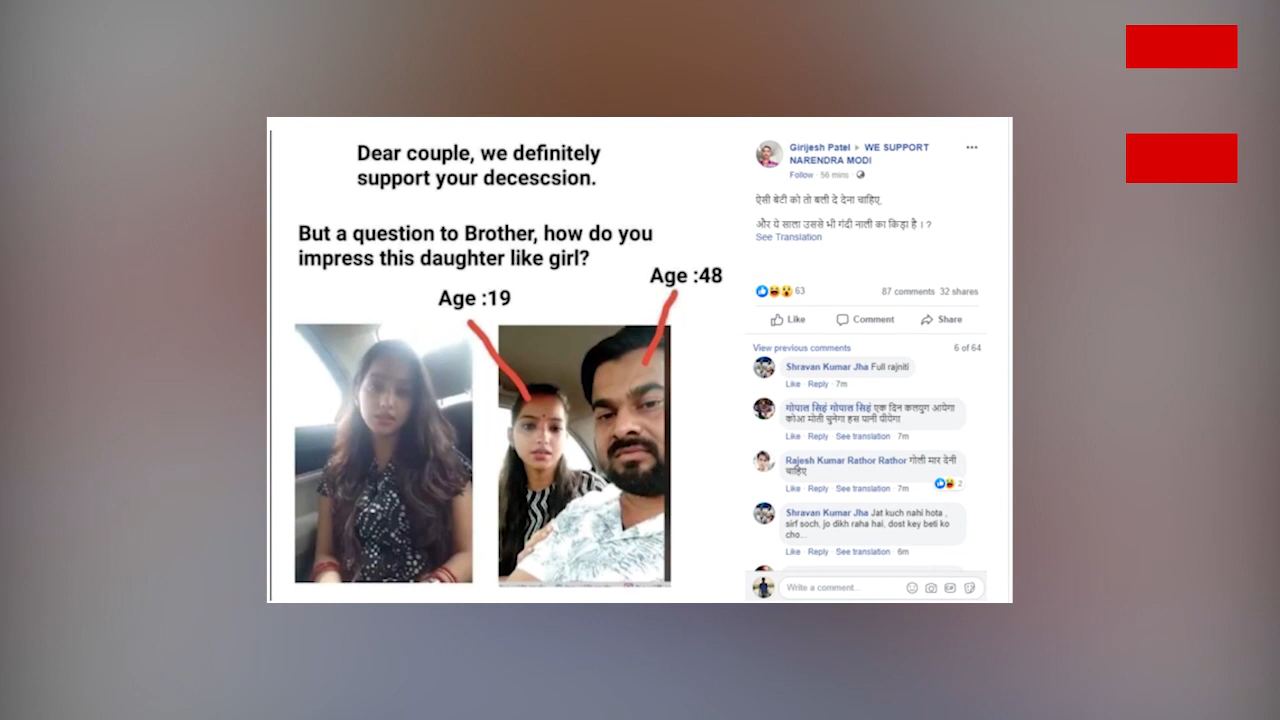 Dear couple, we definitely
support your decescsion.
But a question to Brother, how do you
impress this daughter like girl?
Age :48
Age :19
Girijesh Patel ▸ WE SUPPORT
NARENDRA MODI
Follow · 56 mins ·
ऐसी बेटी को तो बली दे देना चाहिए
और ये साला उससे भी गंदी नाली का किड़ा है । ?
See Translation
63
87 comments 32 shares
Like Comment Share
View previous comments 6 of 64
Shravan Kumar Jha Full rajniti
Like · Reply · 7m
गोपाल सिहं गोपाल सिहं एक दिन कलयुग आयेगा
कोआ मोती चुनेगा हस पानी पीयेगा
Like · Reply · See translation · 7m
Rajesh Kumar Rathor Rathor गोली मार देनी
चाहिए
2
Like · Reply · See translation · 7m
Shravan Kumar Jha Jat kuch nahi hota ,
sirf soch, jo dikh raha hai, dost key beti ko
cho...
Like · Reply · See translation · 6m
Write a comment...